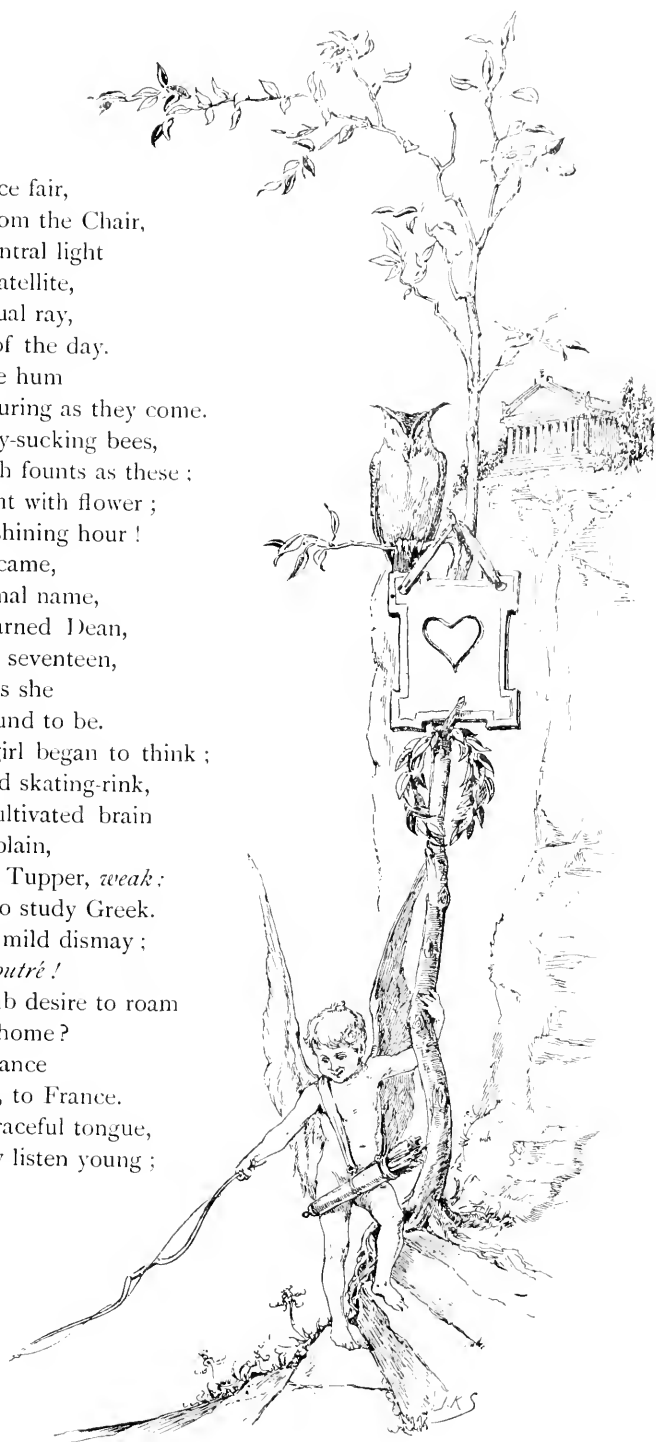 ce fair,
om the Chair,
ntral light
atellite,
ual ray,
of the day.
e hum
uring as they come.
y-sucking bees,
h founts as these ;
nt with flower ;
shining hour !
came,
nal name,
arned Dean,
seventeen,
s she
und to be.
girl began to think ;
d skating-rink,
ultivated brain
plain,
Tupper, weak ;
o study Greek.
mild dismay ;
outré !
b desire to roam
home ?
ance
, to France.
raceful tongue,
y listen young ;
J.K.S